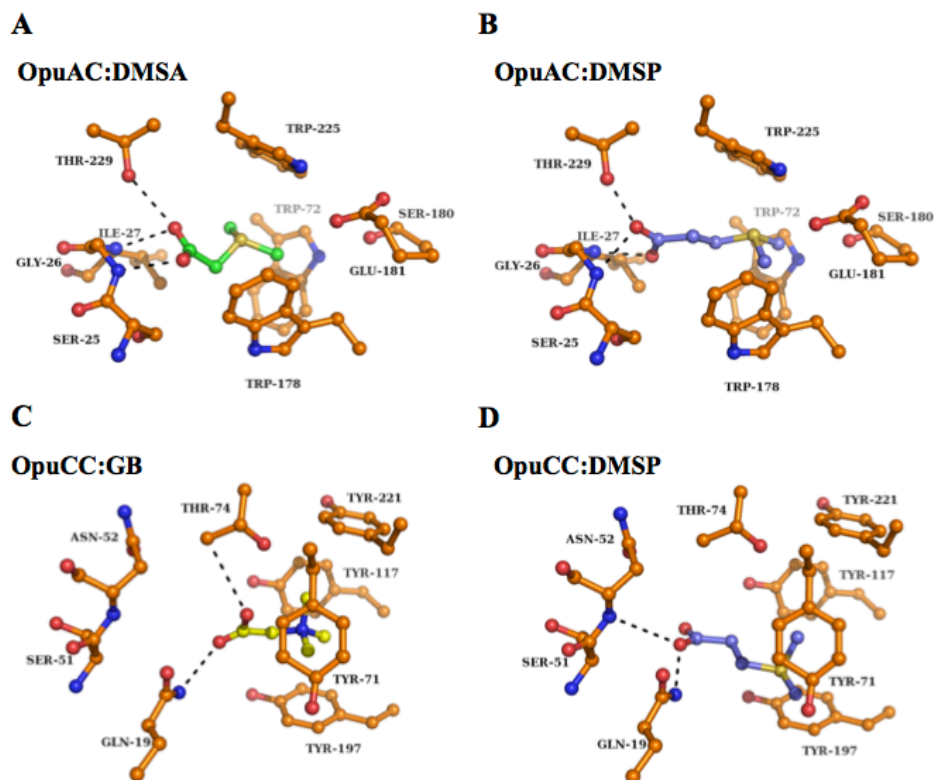 A
B
OpuAC:DMSA
OpuAC:DMSP
TRP-225
THR-229
TRP-72
SER-180
ILE-27
GLY-26
GLU-181
SER-25
TRP-178
TRP-225
THR-229
TRP-72
SER-180
ILE-27
GLY-26
GLU-181
SER-25
TRP-178
C
D
OpuCC:GB
OpuCC:DMSP
THR-74
TYR-221
ASN-52
TYR-117
SER-51
TYR-71
GLN-19
TYR-197
THR-74
TYR-221
ASN-52
TYR-117
SER-51
TYR-71
GLN-19
TYR-197